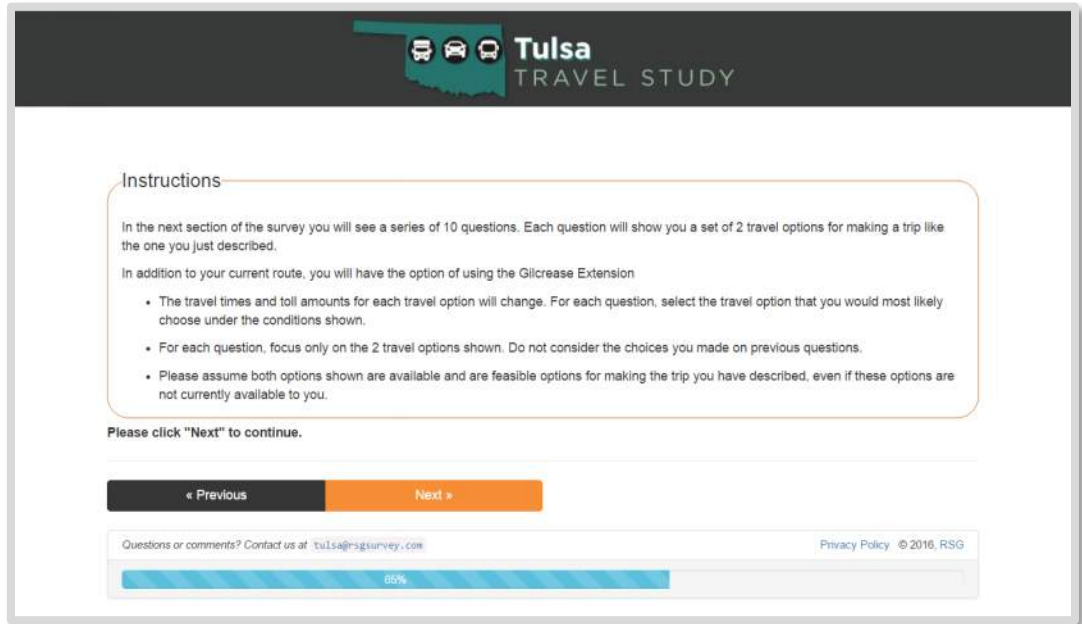 Tulsa
TRAVEL STUDY
Instructions
In the next section of the survey you will see a series of 10 questions. Each question will show you a set of 2 travel options for making a trip like
the one you just described.
In addition to your current route, you will have the option of using the Gilcrease Extension
• The travel times and toll amounts for each travel option will change. For each question, select the travel option that you would most likely
choose under the conditions shown.
• For each question, focus only on the 2 travel options shown. Do not consider the choices you made on previous questions.
• Please assume both options shown are available and are feasible options for making the trip you have described, even if these options are
not currently available to you.
Please click "Next" to continue.
« Previous Next »
Questions or comments? Contact us at tulsa@rsgsurvey.com Privacy Policy © 2016, RSG
65%